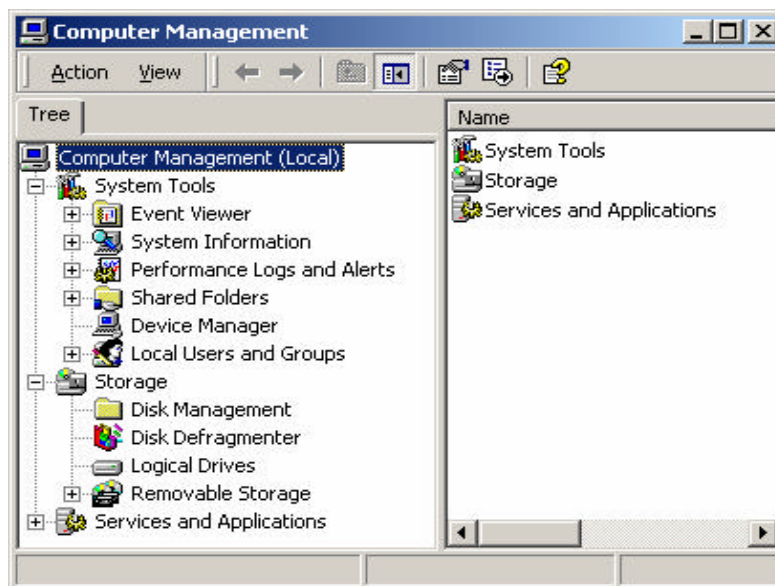 Computer Management
Action View
Tree
Name
Computer Management (Local)
System Tools
Event Viewer
System Information
Performance Logs and Alerts
Shared Folders
Device Manager
Local Users and Groups
Storage
Disk Management
Disk Defragmenter
Logical Drives
Removable Storage
Services and Applications
System Tools
Storage
Services and Applications